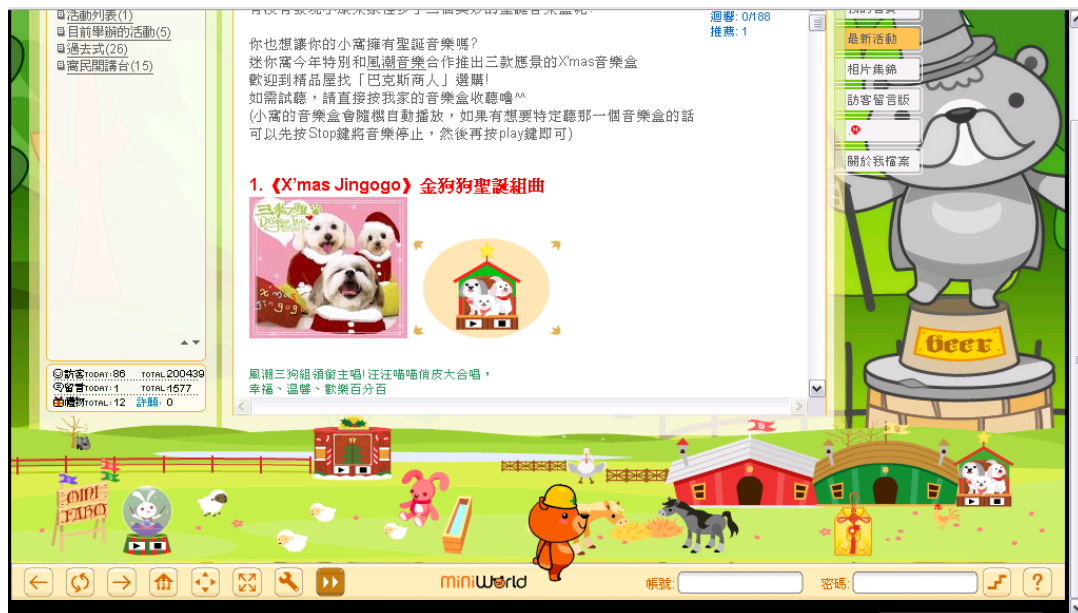 活動列表(1)
目前舉辦的活動(5)
過去式(26)
窩民開講台(15)
迴響: 0/188
推薦: 1
你也想讓你的小窩擁有聖誕音樂嗎?
迷你窩今年特別和風潮音樂合作推出三款應景的X'mas音樂盒
歡迎到精品屋找「巴克斯商人」選購!
如需試聽，請直接按我家的音樂盒收聽嚕^^
(小窩的音樂盒會隨機自動播放，如果有想要特定聽那一個音樂盒的話
可以先按Stop鍵將音樂停止，然後再按play鍵即可)
1.《X'mas Jingogo》金狗狗聖誕組曲
x'mas
Jingogo
風潮三狗組領銜主唱!汪汪喵喵俏皮大合唱，
幸福、溫馨、歡樂百分百
最新活動
相片集錦
訪客留言版
N
關於我檔案
Beer
訪客TODAY:86 TOTAL:200439
留言TODAY:1 TOTAL:1577
禮物TOTAL:12 許願: 0
MINI
FARM
miniWorld
帳號:
密碼:
?